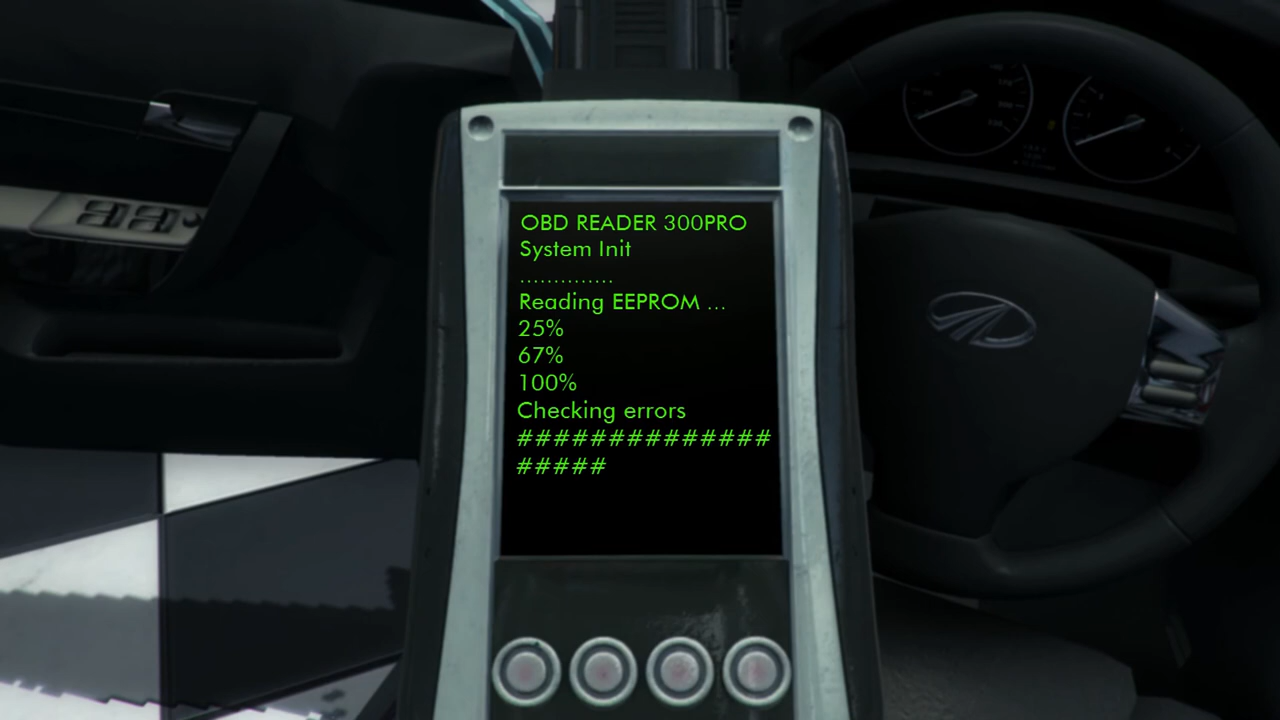 OBD READER 300PRO
System Init
..............
Reading EEPROM ...
25%
67%
100%
Checking errors
##############
#####